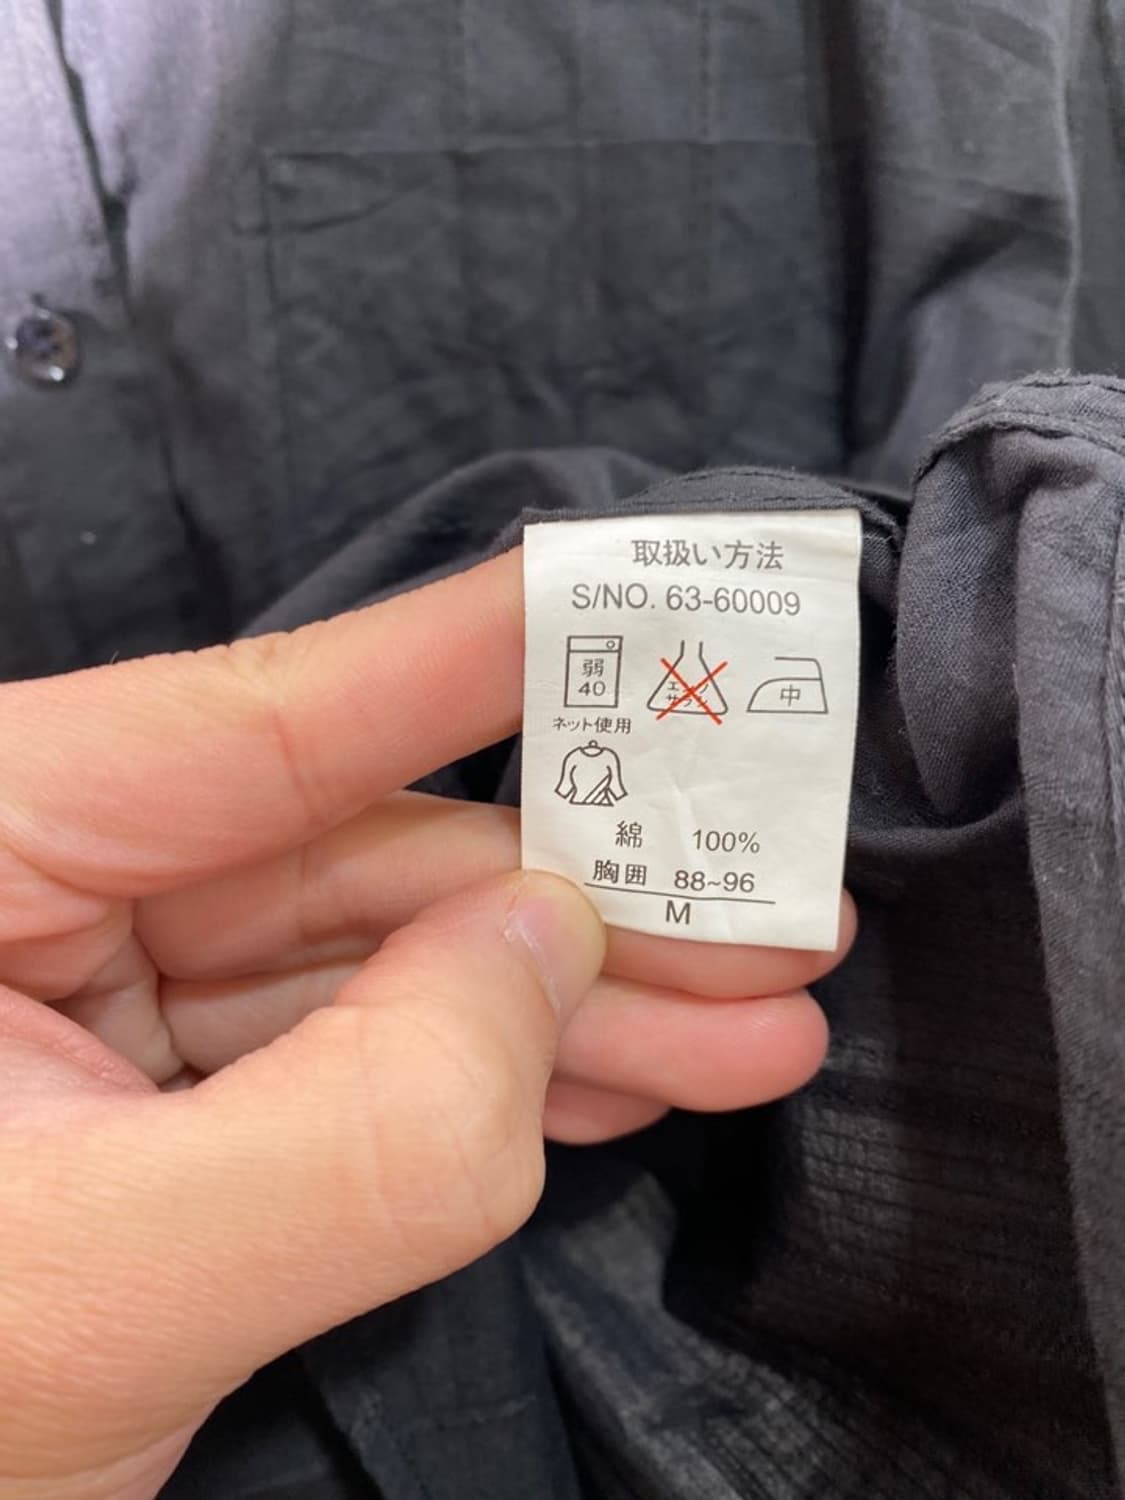 取扱い方法
S/NO. 63-60009
弱
40
中
ネット使用
綿 100%
胸囲 88~96
M